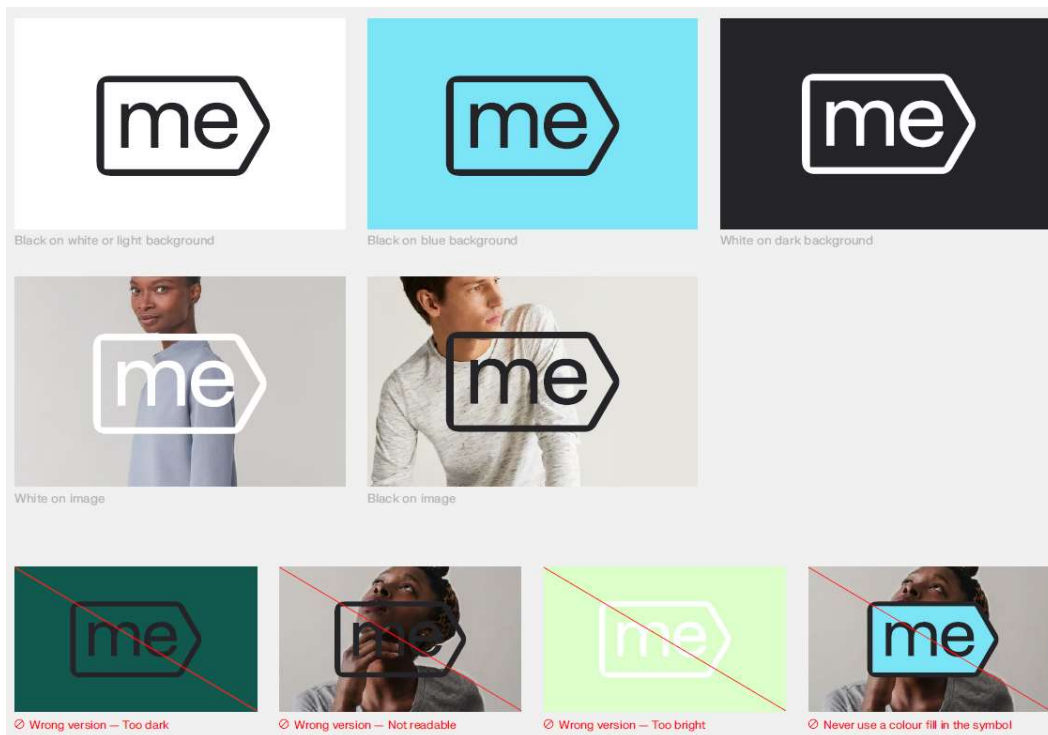 me
me
me
Black on white or light background
Black on blue background
White on dark background
me
me
White on image
Black on image
me
me
me
me
Wrong version — Too dark
Wrong version — Not readable
Wrong version — Too bright
Never use a colour fill in the symbol